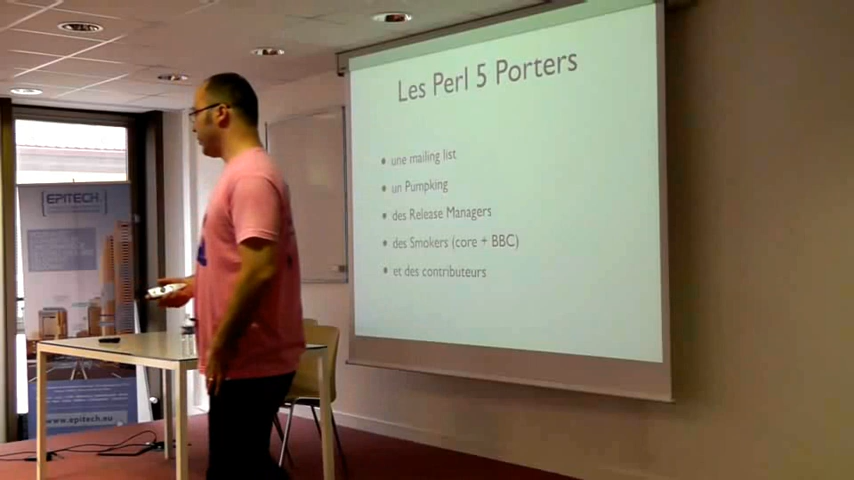 Les Perl 5 Porters
• une mailing list
• un Pumpking
• des Release Managers
• des Smokers (core + BBC)
• et des contributeurs
EPITECH.
www.epitech.eu